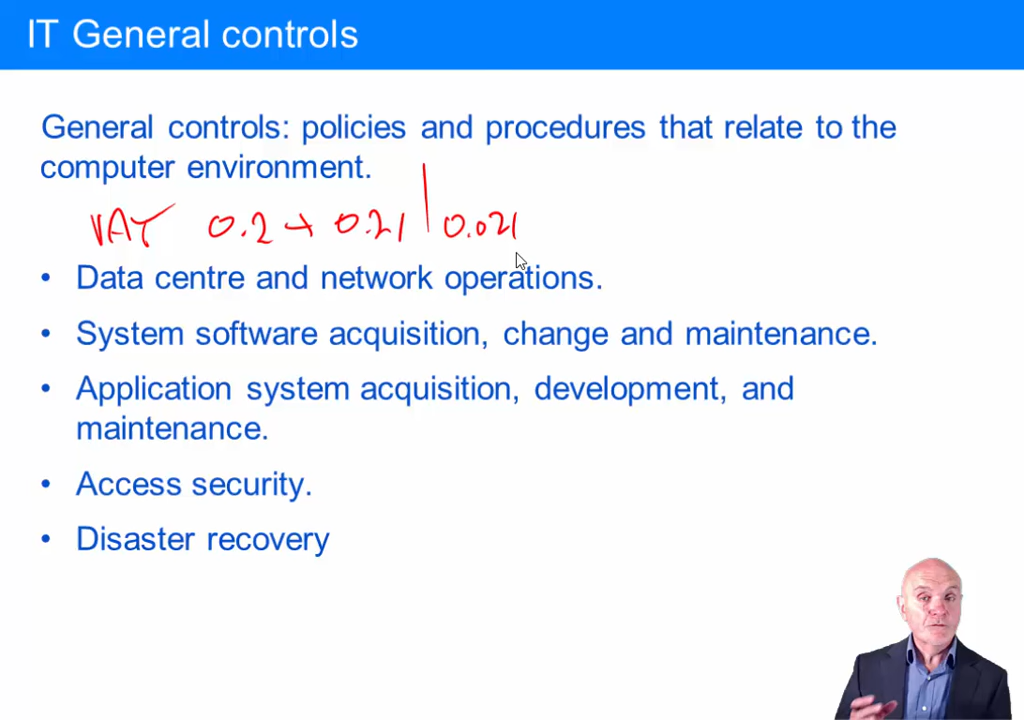 IT General controls
General controls: policies and procedures that relate to the
computer environment.
VAT 0.2 → 0.21 | 0.021
• Data centre and network operations.
• System software acquisition, change and maintenance.
• Application system acquisition, development, and
maintenance.
• Access security.
• Disaster recovery